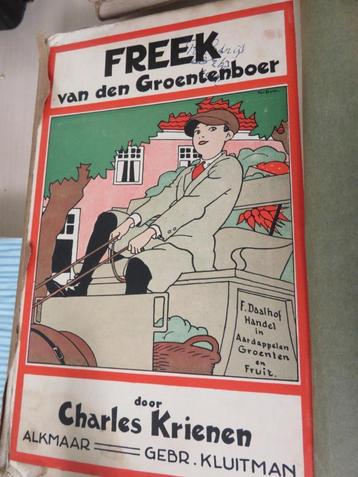 FREEK
van den Groentenboer
F. Daalhof
Handel
in
Aardappelen
Groenten
en
Fruit.
door
Charles Krienen
ALKMAAR
GEBR. KLUITMAN